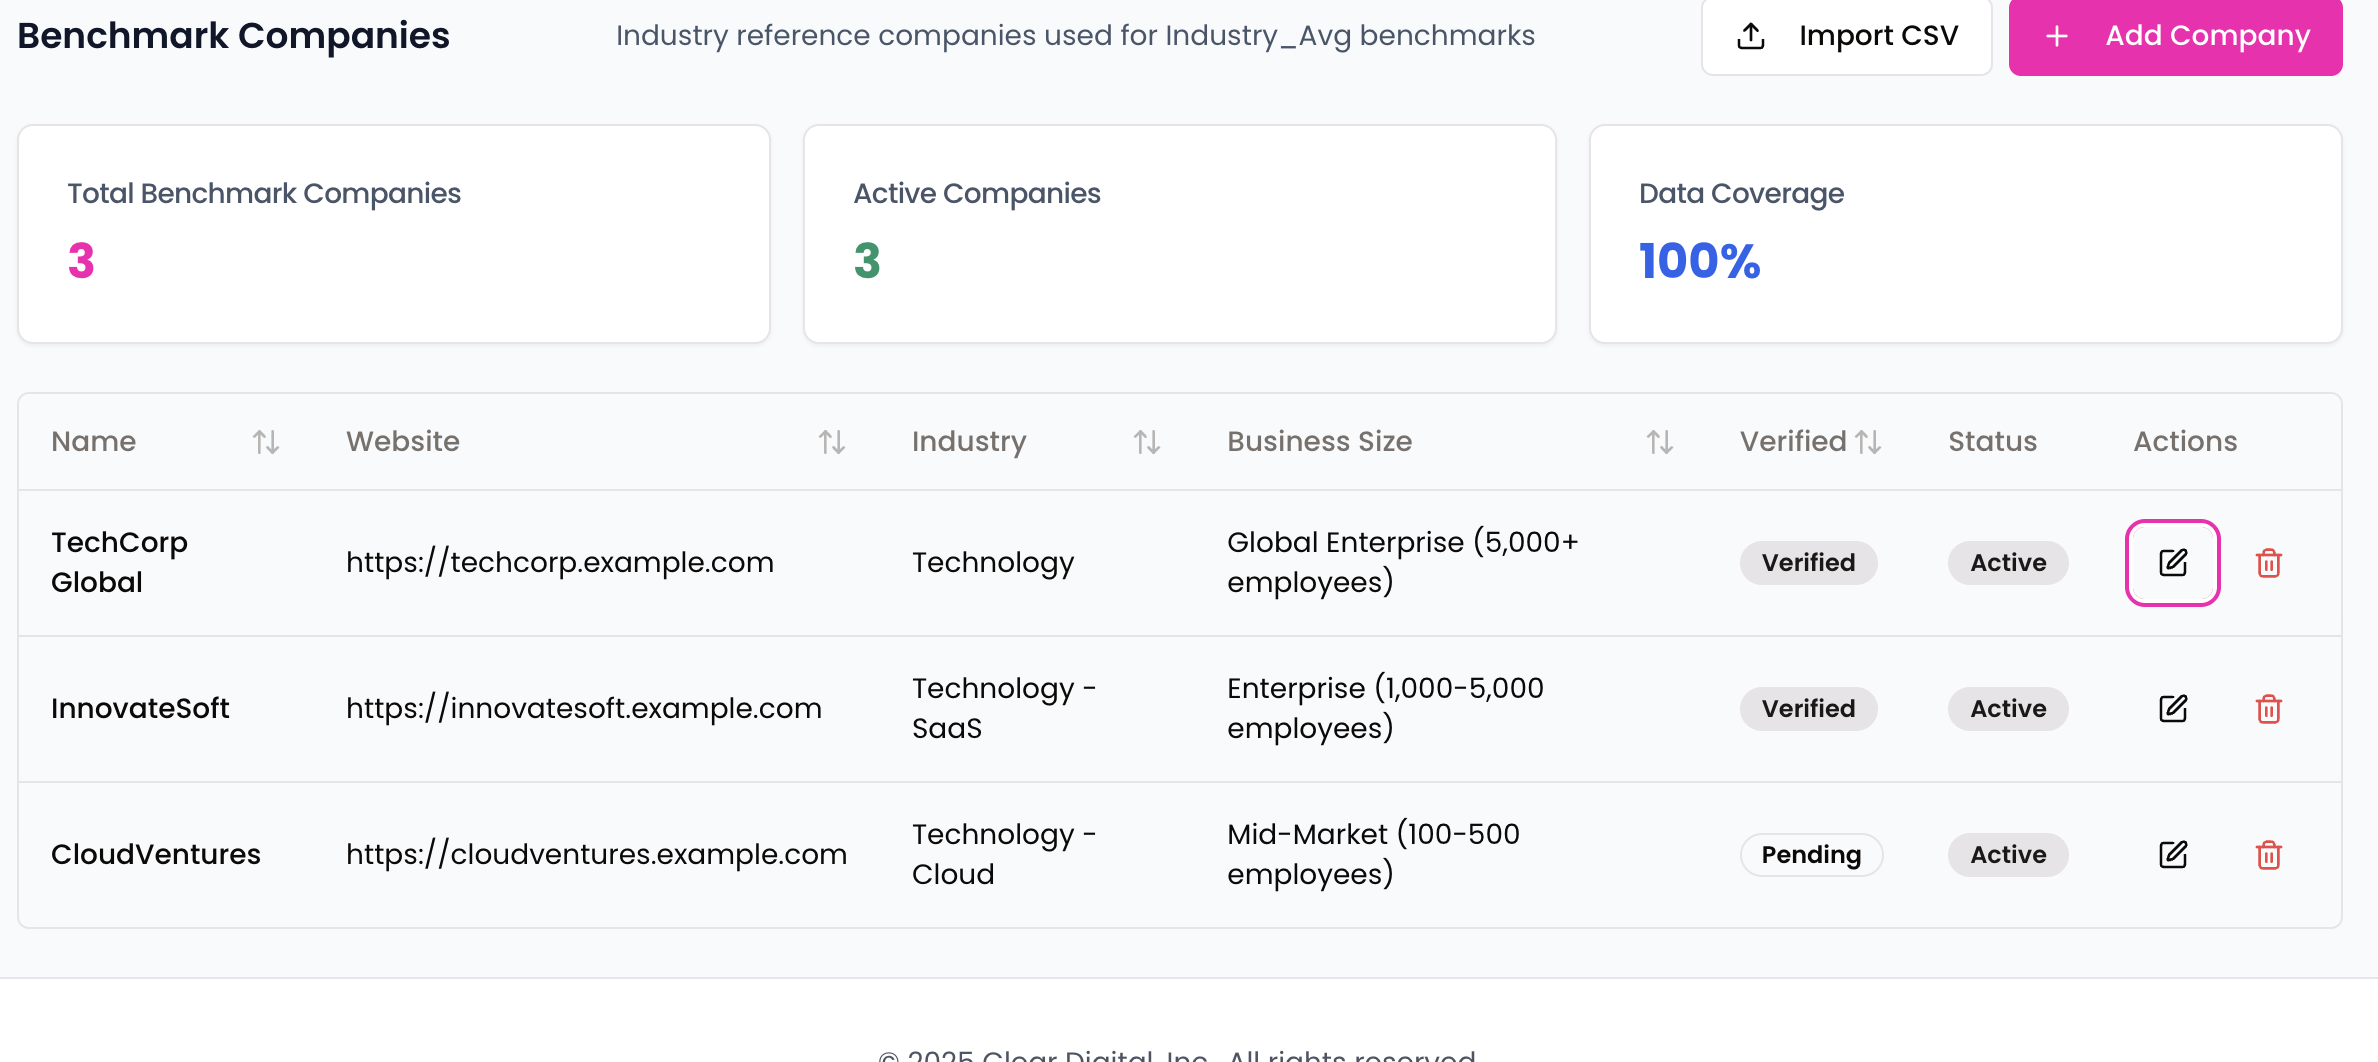 Benchmark Companies
Industry reference companies used for Industry_Avg benchmarks
Import CSV
Add Company
Total Benchmark Companies
3
Active Companies
3
Data Coverage
100%
Name
Website
Industry
Business Size
Verified
Status
Actions
TechCorp
Global
https://techcorp.example.com
Technology
Global Enterprise (5,000+
employees)
Verified
Active
InnovateSoft
https://innovatesoft.example.com
Technology -
SaaS
Enterprise (1,000-5,000
employees)
Verified
Active
CloudVentures
https://cloudventures.example.com
Technology -
Cloud
Mid-Market (100-500
employees)
Pending
Active
© 2025 Clear Digital, Inc. All rights reserved